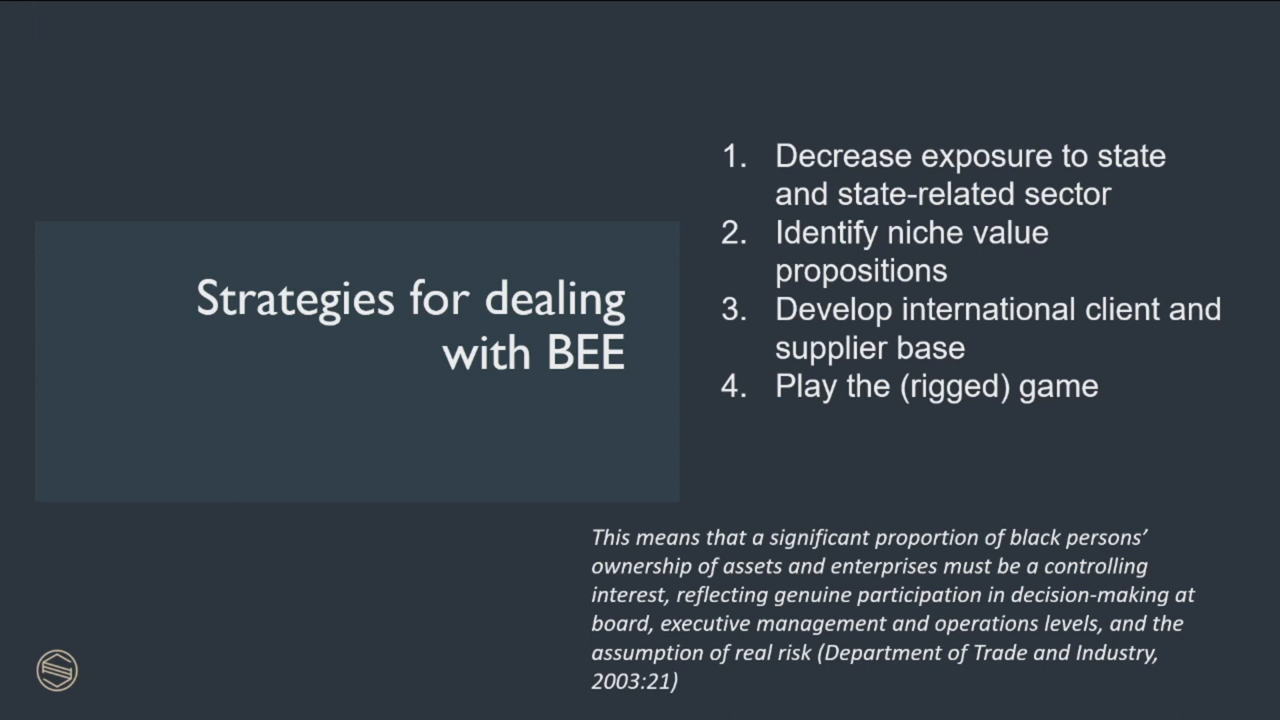 Strategies for dealing
with BEE
1. Decrease exposure to state
and state-related sector
2. Identify niche value
propositions
3. Develop international client and
supplier base
4. Play the (rigged) game
This means that a significant proportion of black persons’
ownership of assets and enterprises must be a controlling
interest, reflecting genuine participation in decision-making at
board, executive management and operations levels, and the
assumption of real risk (Department of Trade and Industry,
2003:21)